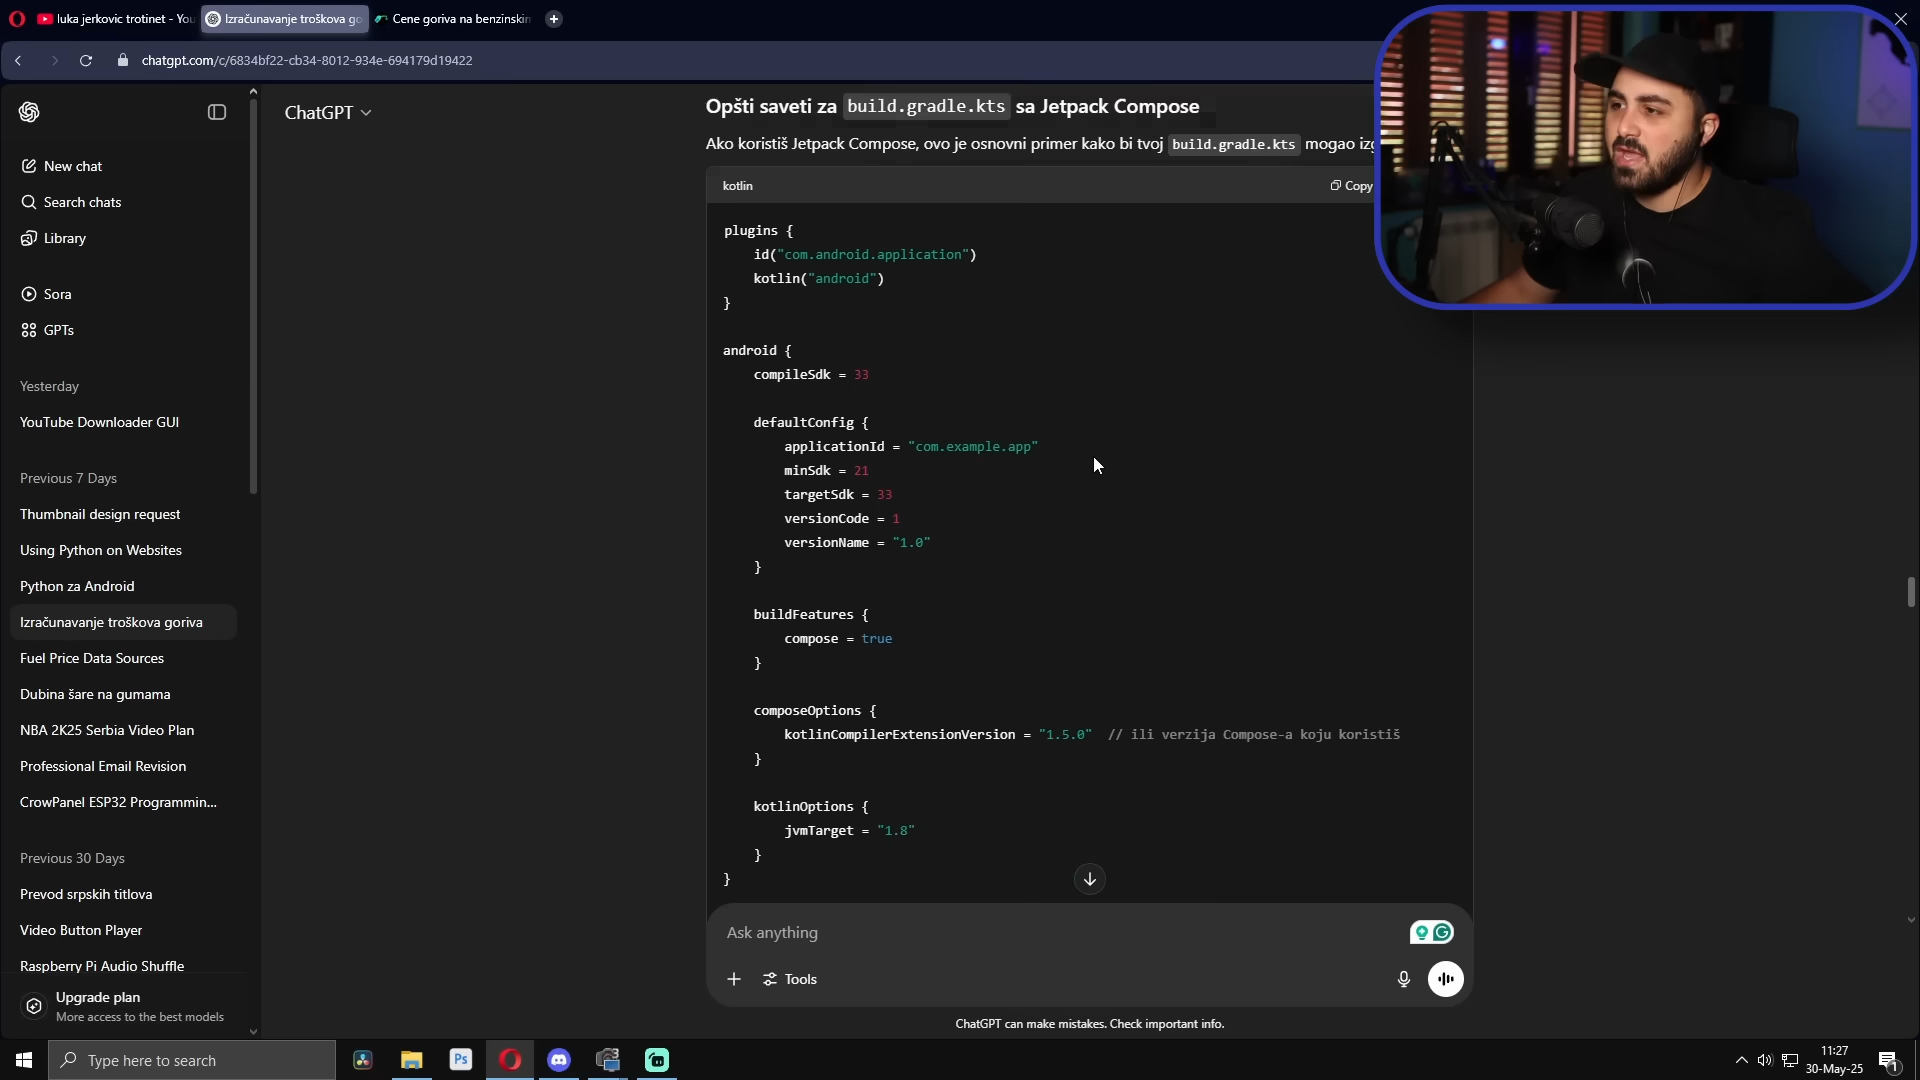 luka jerkovic trotinet - You
Izračunavanje troškova go
Cene goriva na benzinskin
chatgpt.com/c/6834bf22-cb34-8012-934e-694179d19422
ChatGPT
New chat
Search chats
Library
Sora
GPTs
Yesterday
YouTube Downloader GUI
Previous 7 Days
Thumbnail design request
Using Python on Websites
Python za Android
Izračunavanje troškova goriva
Fuel Price Data Sources
Dubina šare na gumama
NBA 2K25 Serbia Video Plan
Professional Email Revision
CrowPanel ESP32 Programmin...
Previous 30 Days
Prevod srpskih titlova
Video Button Player
Raspberry Pi Audio Shuffle
Upgrade plan
More access to the best models
Opšti saveti za build.gradle.kts sa Jetpack Compose
Ako koristiš Jetpack Compose, ovo je osnovni primer kako bi tvoj build.gradle.kts mogao
kotlin
Copy
plugins {
id("com.android.application")
kotlin("android")
}
android {
compileSdk = 33
defaultConfig {
applicationId = "com.example.app"
minSdk = 21
targetSdk = 33
versionCode = 1
versionName = "1.0"
}
buildFeatures {
compose = true
}
composeOptions {
kotlinCompilerExtensionVersion = "1.5.0" // ili verzija Compose-a koju koristiš
}
kotlinOptions {
jvmTarget = "1.8"
}
}
Ask anything
Tools
ChatGPT can make mistakes. Check important info.
Type here to search
Ps
11:27
30-May-25
1